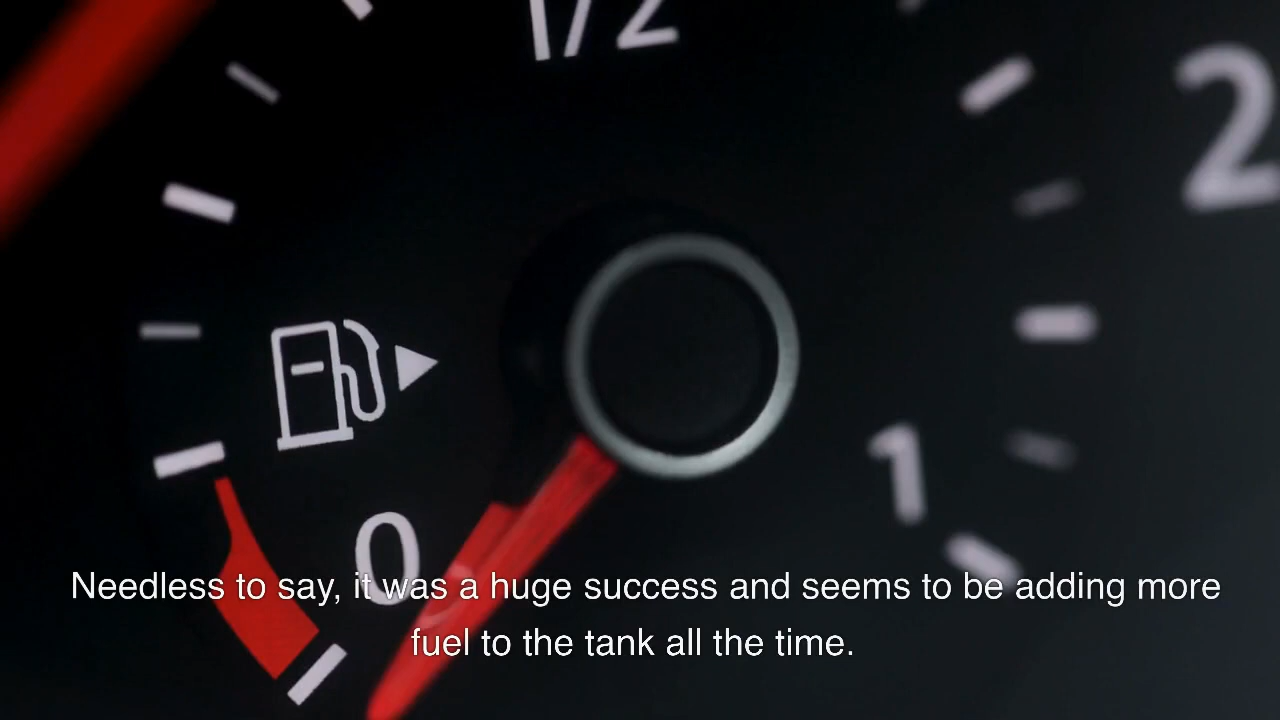 1/2
2
1
0
Needless to say, it was a huge success and seems to be adding more
fuel to the tank all the time.